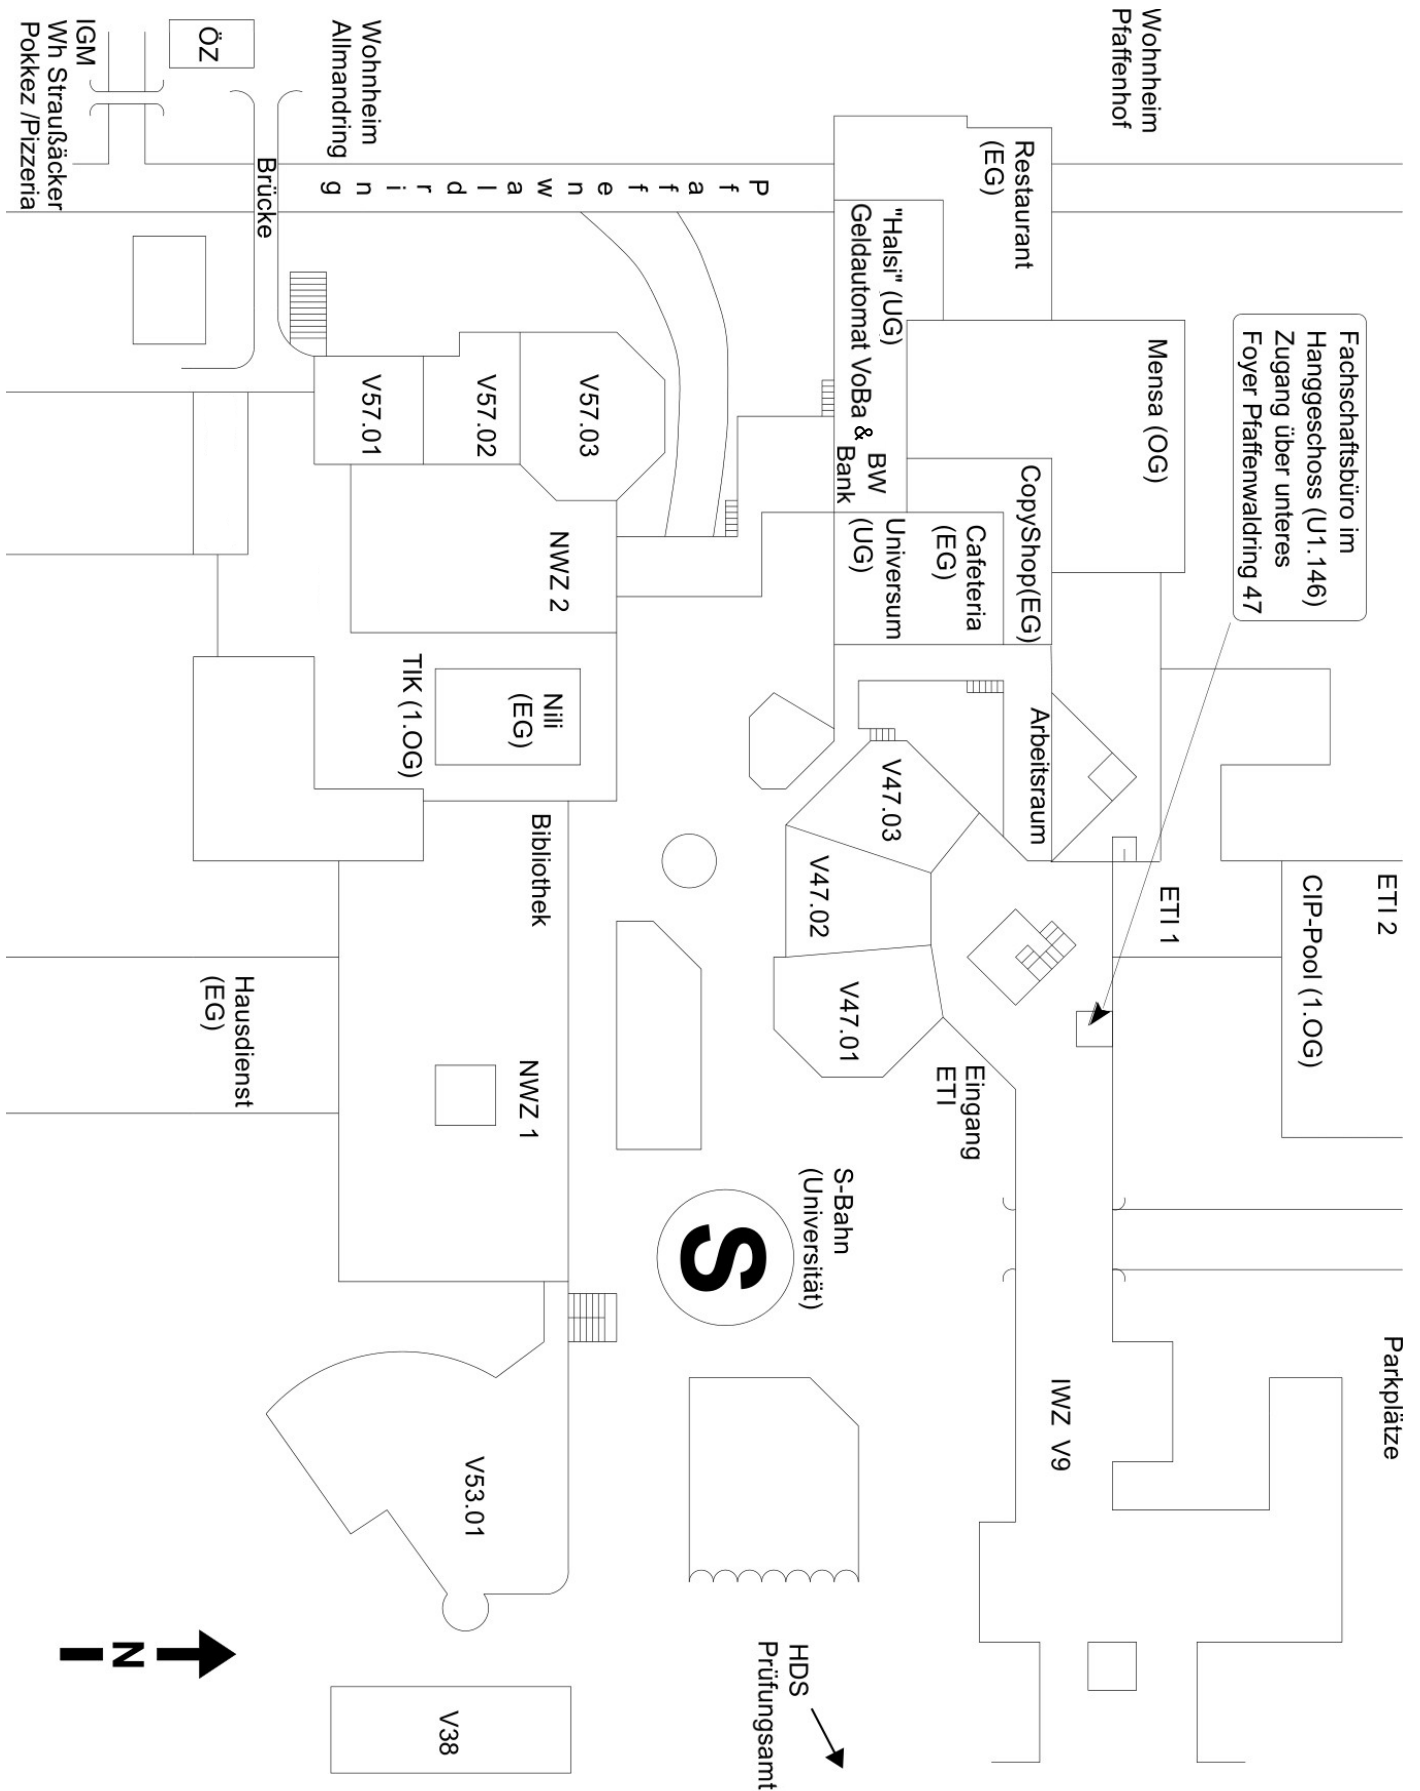 Wohnheim
Pfaffenhof
Restaurant
(EG)
Fachschaftsbüro im
Hanggeschoss (U1.146)
Zugang über unteres
Foyer Pfaffenwaldring 47
Mensa (OG)
"Halsi" (UG)
Geldautomat VoBa & BW
Bank
CopyShop(EG)
Cafeteria
(EG)
Universum
(UG)
Arbeitsraum
ETI 2
CIP-Pool (1.OG)
ETI 1
V47.03
V47.02
V47.01
Eingang
ETI
Parkplätze
IWZ V9
Pfaffenwaldring
Wohnheim
Allmandring
ÖZ
IGM
Wh Straußäcker
Pokkez /Pizzeria
Brücke
V57.03
V57.02
V57.01
NWZ 2
Nili
(EG)
TIK (1.OG)
Bibliothek
NWZ 1
Hausdienst
(EG)
S-Bahn
(Universität)
S
V53.01
HDS
Prüfungsamt
V38
N